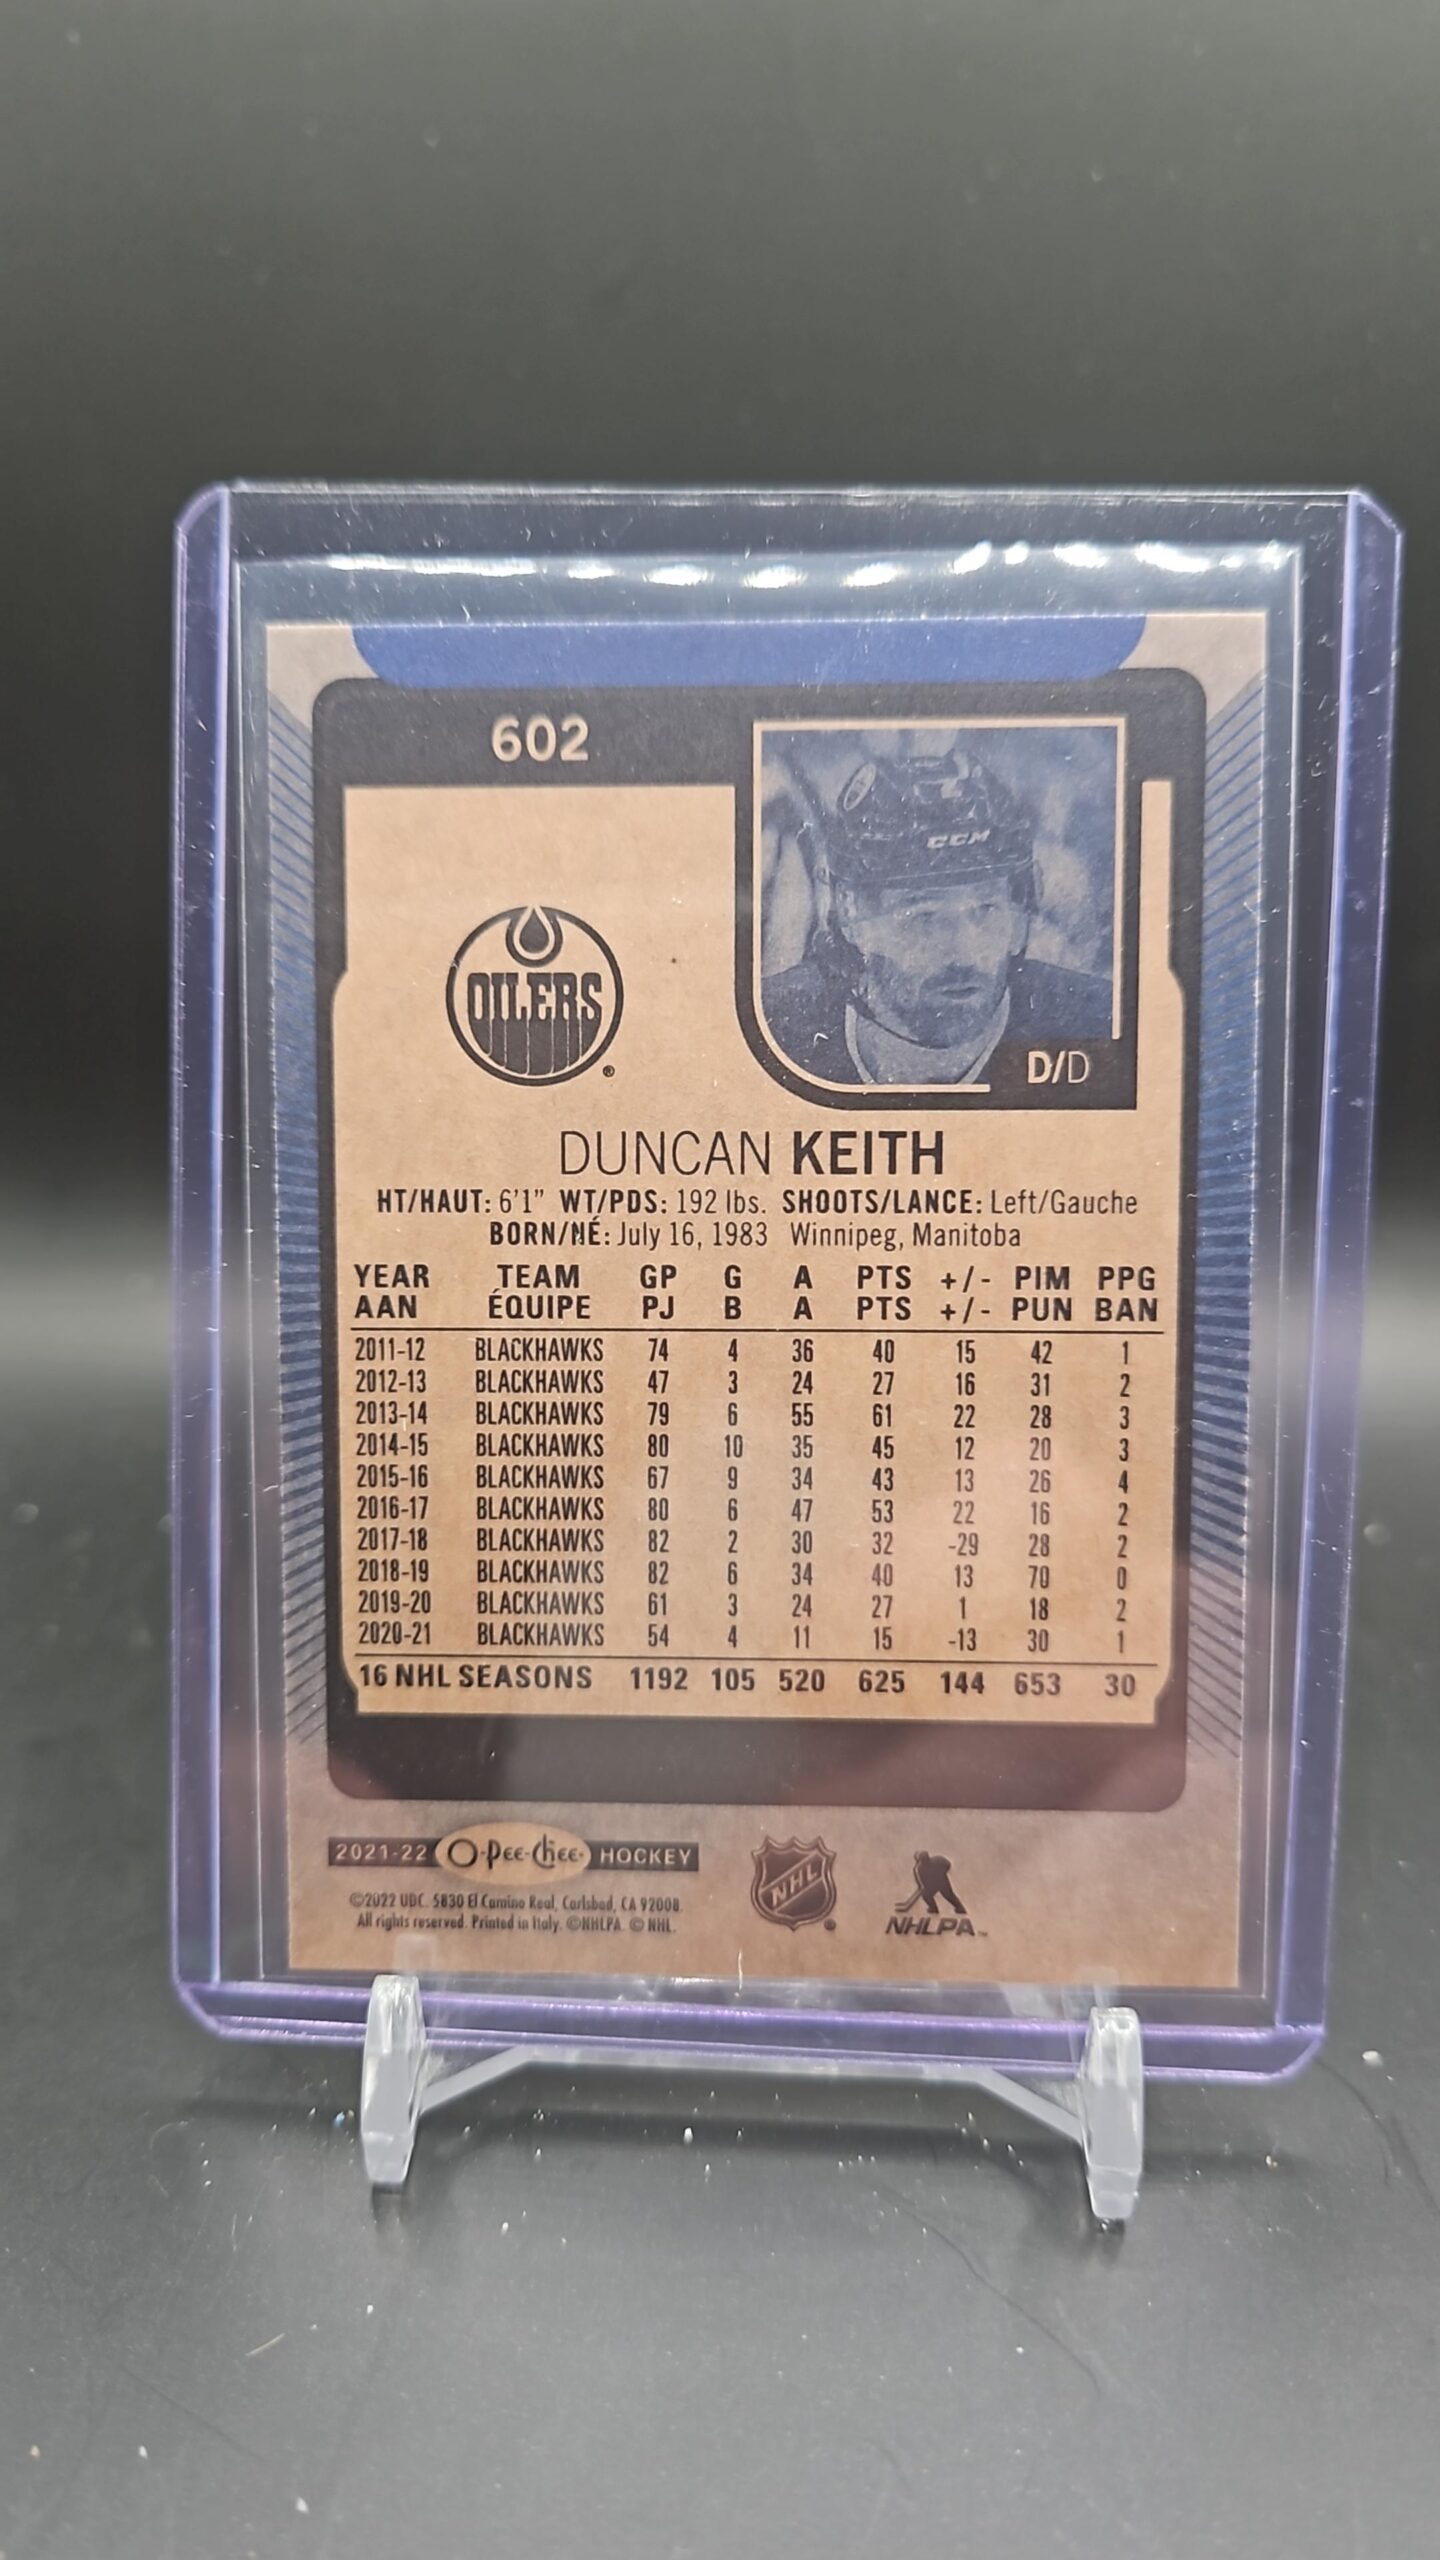 602
CCM
OILERS
D/D
DUNCAN KEITH
HT/HAUT: 6'1" WT/PDS: 192 lbs. SHOOTS/LANCE: Left/Gauche
BORN/NÉ: July 16, 1983 Winnipeg, Manitoba
YEAR TEAM GP G A PTS +/- PIM PPG
AAN ÉQUIPE PJ B A PTS +/- PUN BAN
2011-12 BLACKHAWKS 74 4 36 40 15 42 1
2012-13 BLACKHAWKS 47 3 24 27 16 31 2
2013-14 BLACKHAWKS 79 6 55 61 22 28 3
2014-15 BLACKHAWKS 80 10 35 45 12 20 3
2015-16 BLACKHAWKS 67 9 34 43 13 26 4
2016-17 BLACKHAWKS 80 6 47 53 22 16 2
2017-18 BLACKHAWKS 82 2 30 32 -29 28 2
2018-19 BLACKHAWKS 82 6 34 40 13 70 0
2019-20 BLACKHAWKS 61 3 24 27 1 18 2
2020-21 BLACKHAWKS 54 4 11 15 -13 30 1
16 NHL SEASONS 1192 105 520 625 144 653 30
2021-22 O-Pee-Chee HOCKEY
©2022 UDC. 5830 El Camino Real, Carlsbad, CA 92008.
All rights reserved. Printed in Italy. ©NHLPA. © NHL.
NHL
NHLPA™